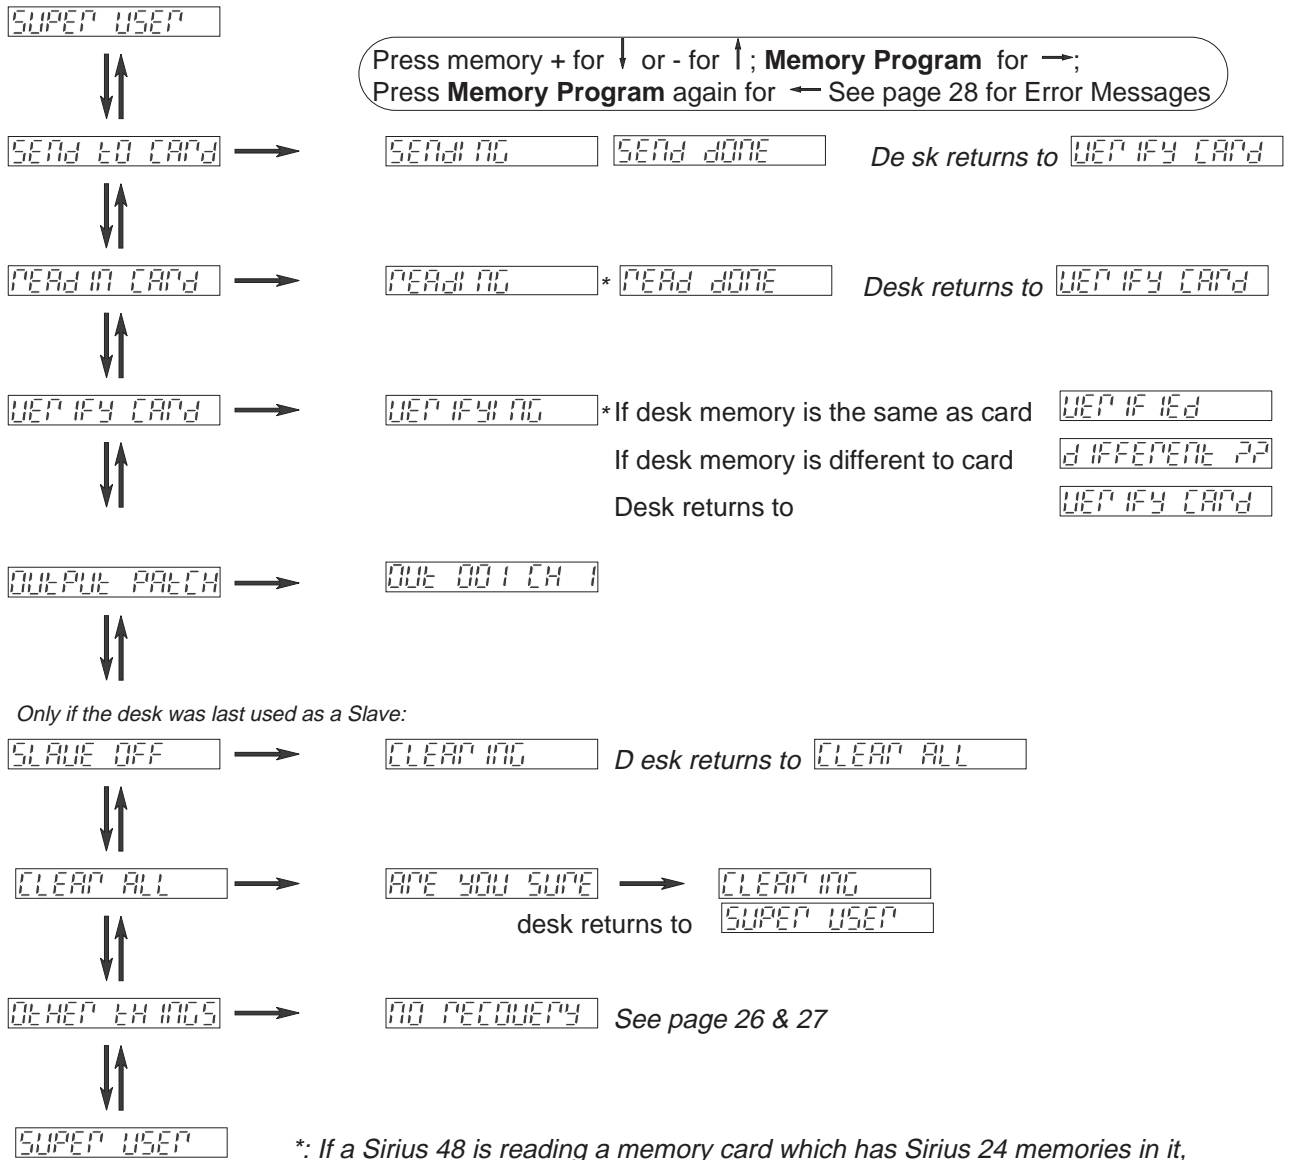 SUPER USER
Press memory + for ↓ or - for ↑ ; Memory Program for →;
Press Memory Program again for ← See page 28 for Error Messages
SENd tO CARd → SENdING SENd dONE De sk returns to VERIFY CARd
REAd IN CARd → REAdING * REAd dONE Desk returns to VERIFY CARd
VERIFY CARd → VERIFYING * If desk memory is the same as card VERIFIEd
If desk memory is different to card dIFFERENt ??
Desk returns to VERIFY CARd
OUtPUt PAtCH → OUt 001 CH 1
Only if the desk was last used as a Slave:
SLAVE OFF → CLEARING D esk returns to CLEAR ALL
CLEAR ALL → ARE YOU SURE → CLEARING
desk returns to SUPER USER
OtHER tHINGS → NO RECOVERY See page 26 & 27
SUPER USER
*: If a Sirius 48 is reading a memory card which has Sirius 24 memories in it,